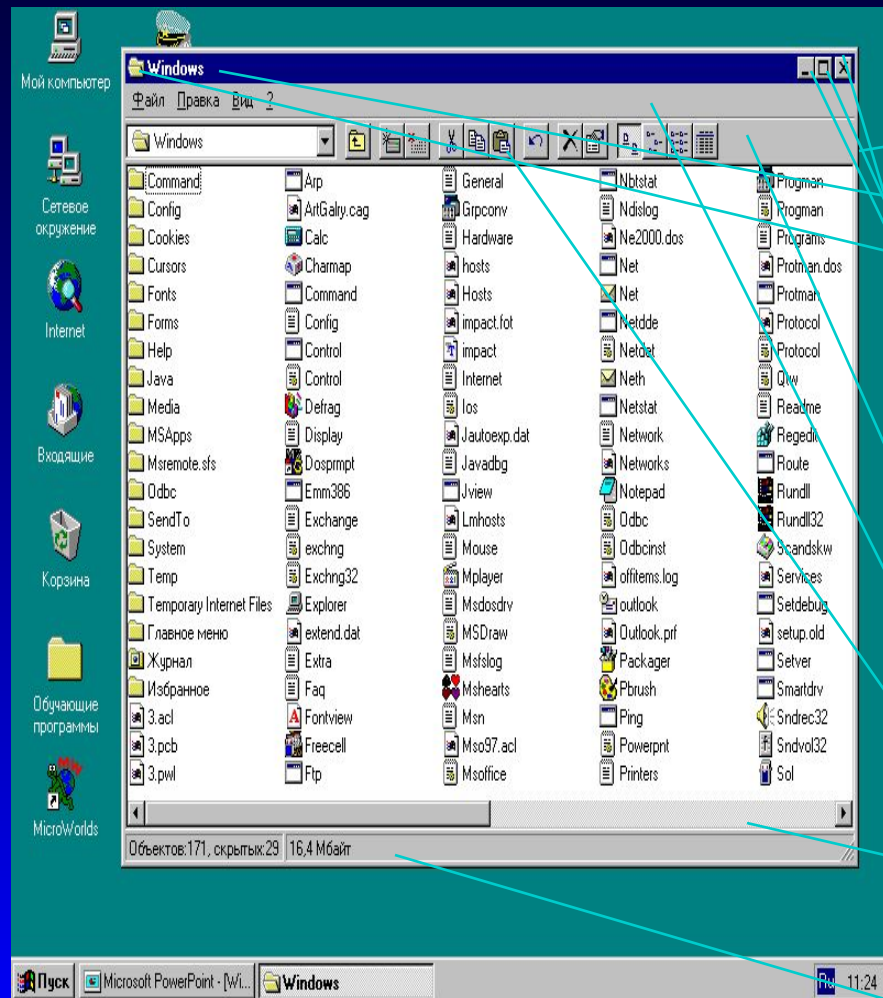 Мой компьютер
Сетевое
окружение
Internet
Входящие
Корзина
Обучающие
программы
MW
MicroWorlds
Windows
Файл Правка Вид ?
Windows
Command
Config
Cookies
Cursors
Fonts
Forms
Help
Java
Media
MSApps
Msremote.sfs
Odbc
SendTo
System
Temp
Temporary Internet Files
Главное меню
Журнал
Избранное
3.acl
3.pcb
3.pwl
Arp
ArtGalry.cag
Calc
Charmap
Command
Config
Control
Control
Defrag
Display
Dosprmpt
Emm386
Exchange
exchng
Exchng32
Explorer
extend.dat
Extra
Faq
Fontview
Freecell
Ftp
General
Grpconv
Hardware
hosts
Hosts
impact.fot
impact
Internet
Ios
Jautoexp.dat
Javadbg
Jview
Lmhosts
Mouse
Mplayer
Msdosdrv
MSDraw
Msfslog
Mshearts
Msn
Mso97.acl
Msoffice
Nbtstat
Ndislog
Ne2000.dos
Net
Net
Netdde
Netdet
Neth
Netstat
Network
Networks
Notepad
Odbc
Odbcinst
offitems.log
outlook
Outlook.prf
Packager
Pbrush
Ping
Powerpnt
Printers
Progman
Progman
Programs
Protman.dos
Protman
Protocol
Protocol
Qtw
Readme
Regedit
Route
Rundll
Rundll32
Scandskw
Services
Setdebug
setup.old
Setver
Smartdrv
Sndrec32
Sndvol32
Sol
Объектов:171, скрытых:29 16,4 Мбайт
Пуск Microsoft PowerPoint - [Wi... Windows Ru 11:24